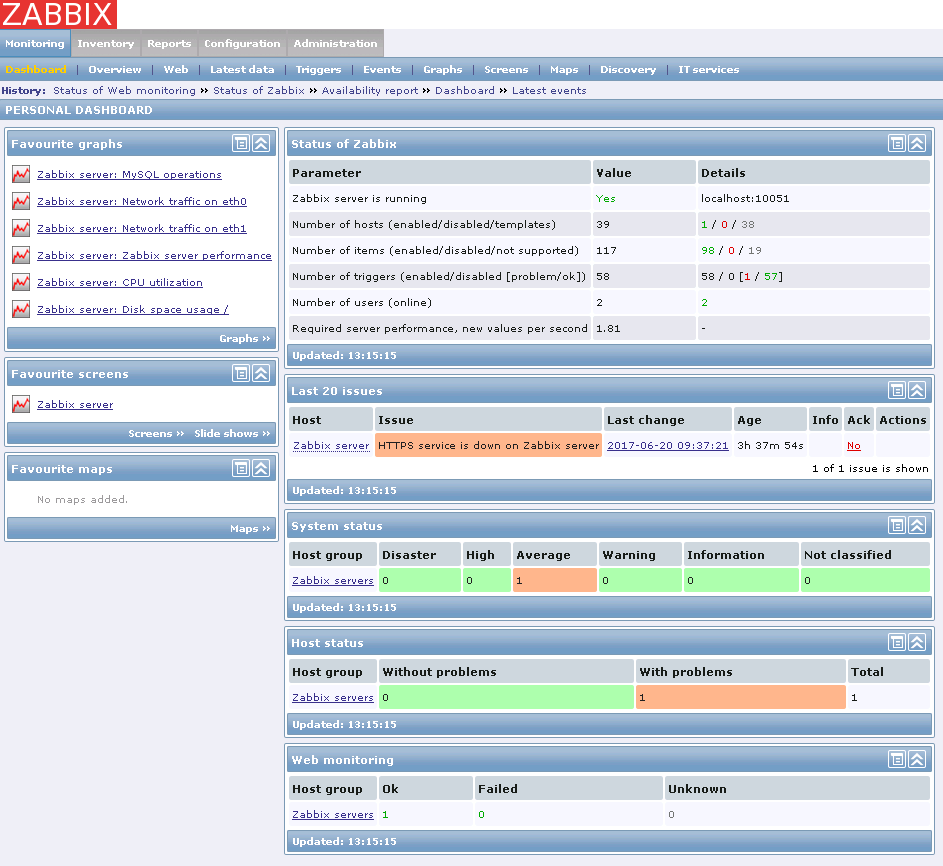 ZABBIX
Monitoring Inventory Reports Configuration Administration
Dashboard | Overview | Web | Latest data | Triggers | Events | Graphs | Screens | Maps | Discovery | IT services
History: Status of Web monitoring »» Status of Zabbix »» Availability report »» Dashboard »» Latest events
PERSONAL DASHBOARD
Favourite graphs
Zabbix server: MySQL operations
Zabbix server: Network traffic on eth0
Zabbix server: Network traffic on eth1
Zabbix server: Zabbix server performance
Zabbix server: CPU utilization
Zabbix server: Disk space usage /
Graphs »
Favourite screens
Zabbix server
Screens » Slide shows »
Favourite maps
No maps added.
Maps »
Status of Zabbix
Parameter Value Details
Zabbix server is running Yes localhost:10051
Number of hosts (enabled/disabled/templates) 39 1 / 0 / 38
Number of items (enabled/disabled/not supported) 117 98 / 0 / 19
Number of triggers (enabled/disabled [problem/ok]) 58 58 / 0 [1 / 57]
Number of users (online) 2 2
Required server performance, new values per second 1.81 -
Updated: 13:15:15
Last 20 issues
Host Issue Last change Age Info Ack Actions
Zabbix server HTTPS service is down on Zabbix server 2017-06-20 09:37:21 3h 37m 54s No
1 of 1 issue is shown
Updated: 13:15:15
System status
Host group Disaster High Average Warning Information Not classified
Zabbix servers 0 0 1 0 0 0
Updated: 13:15:15
Host status
Host group Without problems With problems Total
Zabbix servers 0 1 1
Updated: 13:15:15
Web monitoring
Host group Ok Failed Unknown
Zabbix servers 1 0 0
Updated: 13:15:15